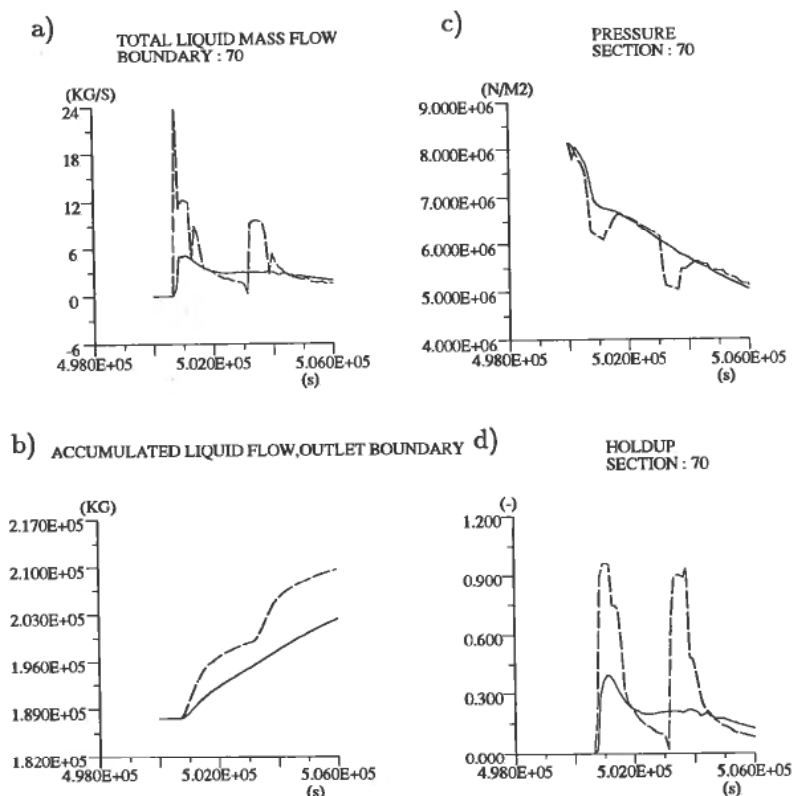 a)
TOTAL LIQUID MASS FLOW
BOUNDARY : 70
(KG/S)
24
18
12
6
0
-6
4.980E+05 5.020E+05 5.060E+05
(s)
c)
PRESSURE
SECTION : 70
(N/M2)
9.000E+06
8.000E+06
7.000E+06
6.000E+06
5.000E+06
4.000E+06
4.980E+05 5.020E+05 5.060E+05
(s)
b) ACCUMULATED LIQUID FLOW,OUTLET BOUNDARY
(KG)
2.170E+05
2.100E+05
2.030E+05
1.960E+05
1.890E+05
1.820E+05
4.980E+05 5.020E+05 5.060E+05
(s)
d)
HOLDUP
SECTION : 70
(-)
1.200
0.900
0.600
0.300
0.000
4.980E+05 5.020E+05 5.060E+05
(s)